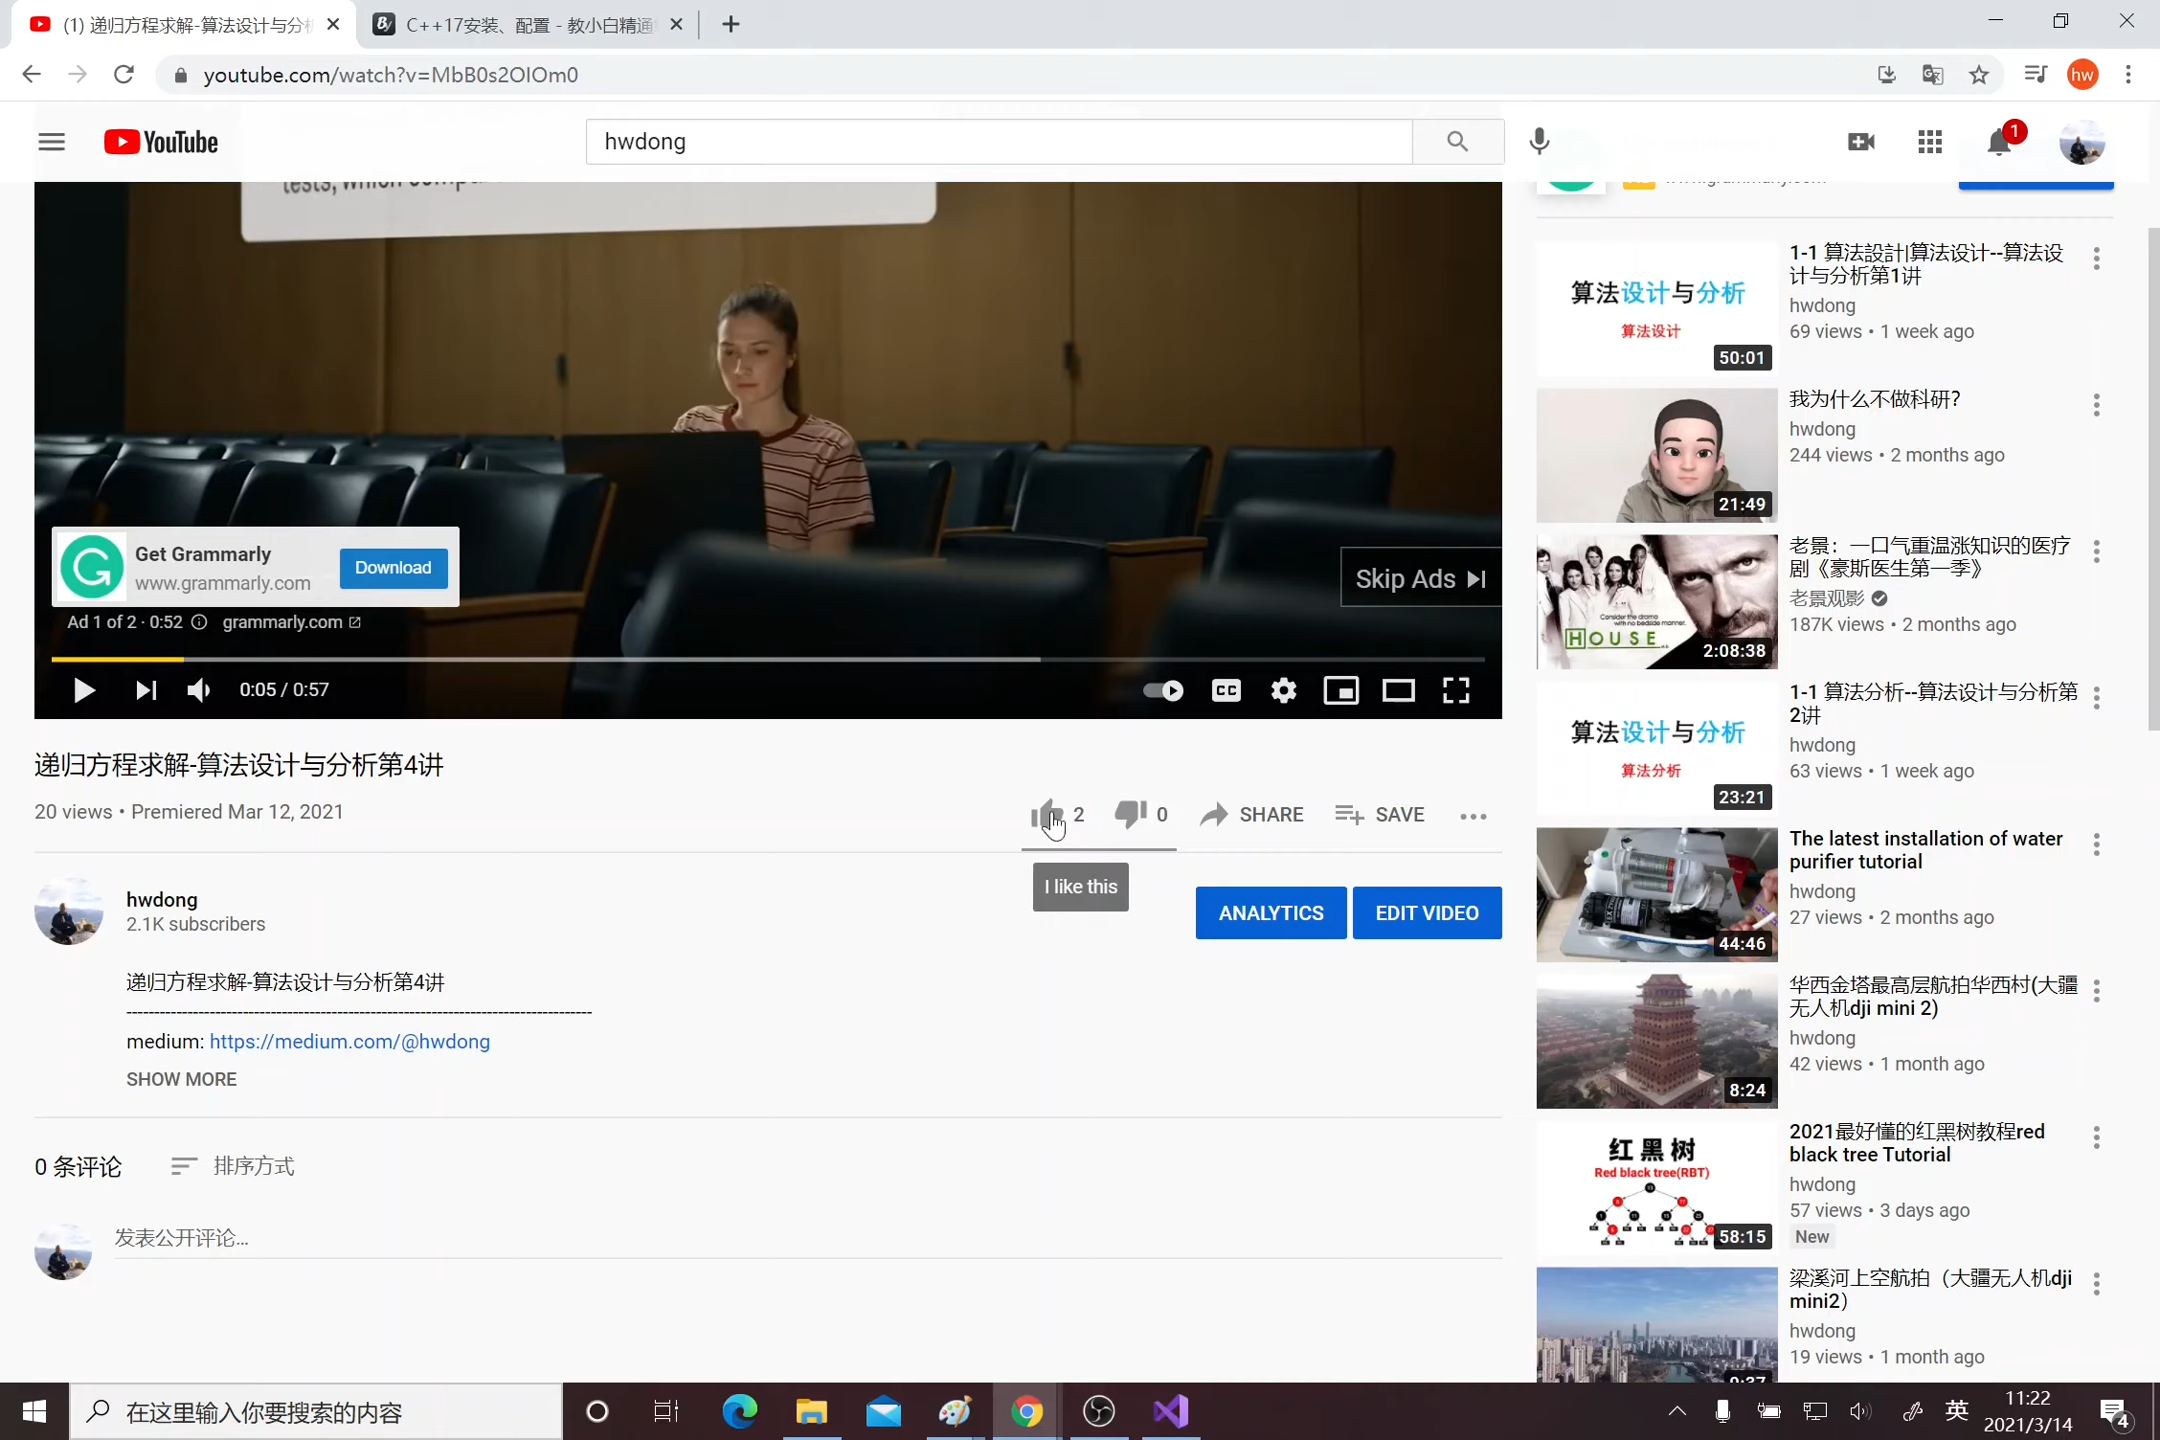 (1) 递归方程求解-算法设计与分
C++17安装、配置 - 教小白精通
youtube.com/watch?v=MbB0s2OIOm0
hw
YouTube
hwdong
1
Get Grammarly
www.grammarly.com
Download
Ad 1 of 2 · 0:52
grammarly.com
Skip Ads
0:05 / 0:57
CC
递归方程求解-算法设计与分析第4讲
20 views • Premiered Mar 12, 2021
2
0
SHARE
SAVE
I like this
hwdong
2.1K subscribers
ANALYTICS
EDIT VIDEO
递归方程求解-算法设计与分析第4讲
medium: https://medium.com/@hwdong
SHOW MORE
0 条评论
排序方式
发表公开评论...
算法设计与分析
算法设计
50:01
1-1 算法設計|算法设计--算法设
计与分析第1讲
hwdong
69 views • 1 week ago
21:49
我为什么不做科研?
hwdong
244 views • 2 months ago
HOUSE
2:08:38
老景：一口气重温涨知识的医疗
剧《豪斯医生第一季》
老景观影
187K views • 2 months ago
算法设计与分析
算法分析
23:21
1-1 算法分析--算法设计与分析第
2讲
hwdong
63 views • 1 week ago
44:46
The latest installation of water
purifier tutorial
hwdong
27 views • 2 months ago
8:24
华西金塔最高层航拍华西村(大疆
无人机dji mini 2)
hwdong
42 views • 1 month ago
红黑树
Red black tree(RBT)
58:15
2021最好懂的红黑树教程red
black tree Tutorial
hwdong
57 views • 3 days ago
New
梁溪河上空航拍（大疆无人机dji
mini2）
hwdong
19 views • 1 month ago
在这里输入你要搜索的内容
英
11:22
2021/3/14
4